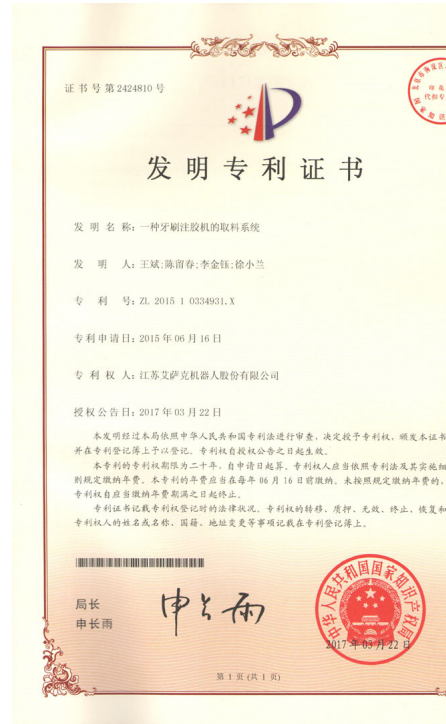 证书号第2424810号
发明专利证书
发 明 名 称：一种牙刷注胶机的取料系统
发 明 人：王斌;陈留春;李金钰;徐小兰
专 利 号：ZL 2015 1 0334931.X
专利申请日：2015年06月16日
专 利 权 人：江苏艾萨克机器人股份有限公司
授权公告日：2017年03月22日
本发明经过本局依照中华人民共和国专利法进行审查，决定授予专利权，颁发本证书
并在专利登记簿上予以登记。专利权自授权公告之日起生效。
本专利的专利权期限为二十年，自申请日起算。专利权人应当依照专利法及其实施细
则规定缴纳年费。本专利的年费应当在每年06月16日前缴纳。未按照规定缴纳年费的，
专利权自应当缴纳年费期满之日起终止。
专利证书记载专利权登记时的法律状况。专利权的转移、质押、无效、终止、恢复和
专利权人的姓名或名称、国籍、地址变更等事项记载在专利登记簿上。
局长
申长雨
申长雨
中华人民共和国国家知识产权局
2017年03月22日
第 1 页 (共 1 页)